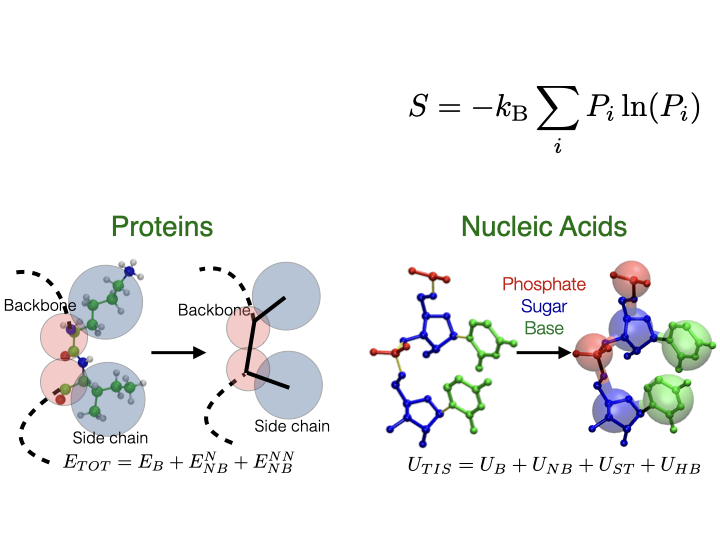 S = -k_B ∑_i P_i ln(P_i)
Proteins
Nucleic Acids
Backbone
Backbone
Side chain
Side chain
E_{TOT} = E_B + E_{NB}^N + E_{NB}^{NN}
Phosphate
Sugar
Base
U_{TIS} = U_B + U_{NB} + U_{ST} + U_{HB}